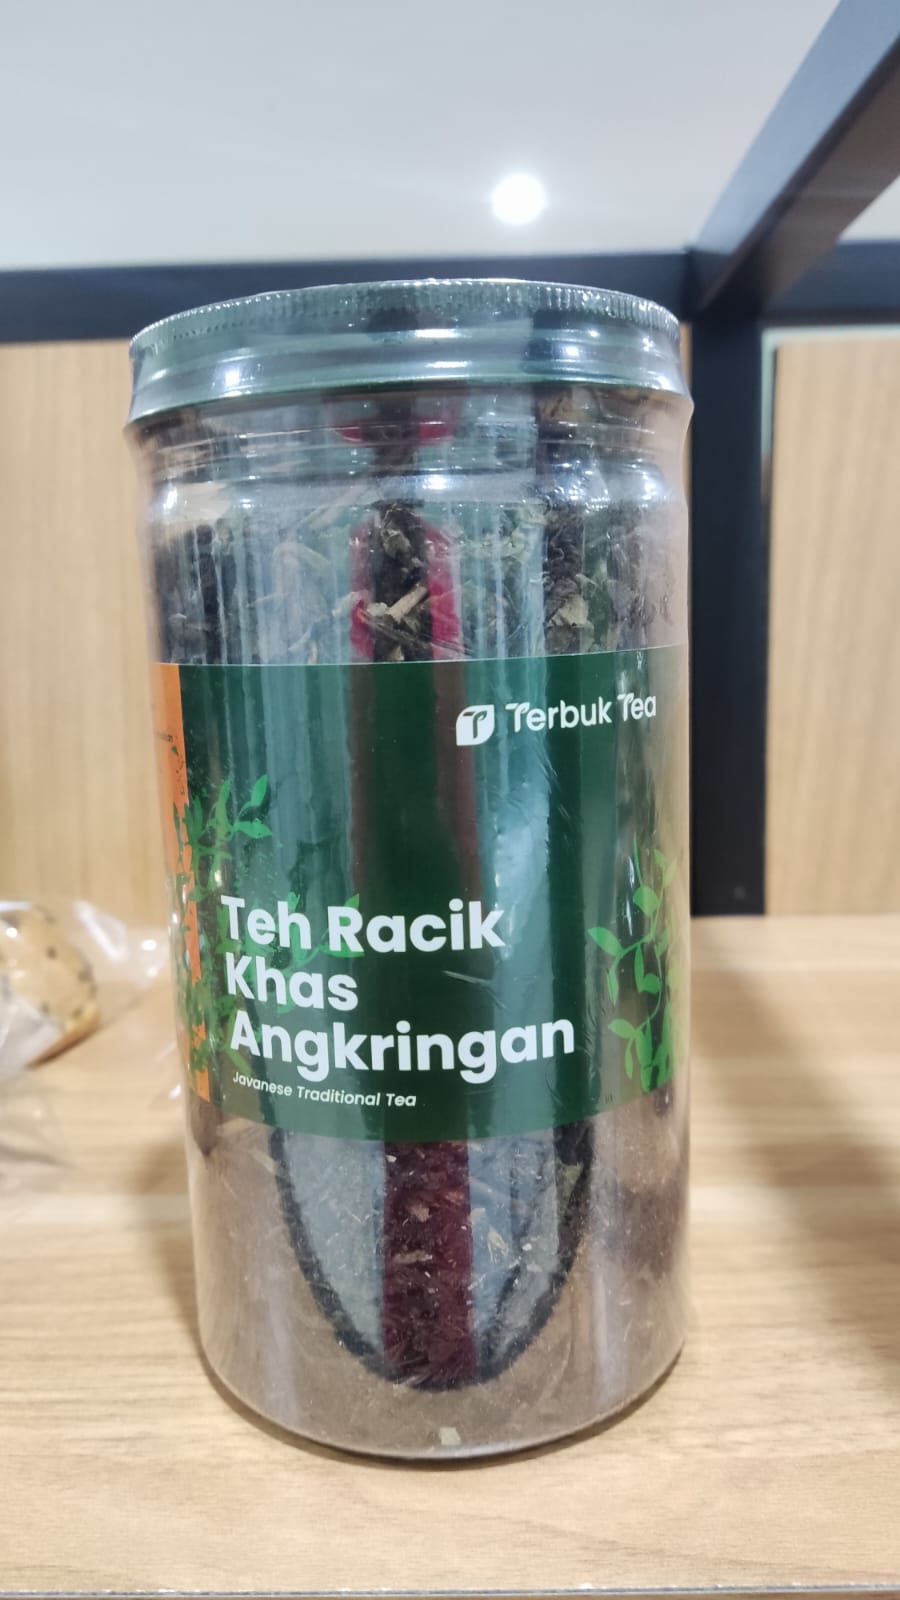 Terbuk Tea
Teh Racik
Khas
Angkringan
Javanese Traditional Tea